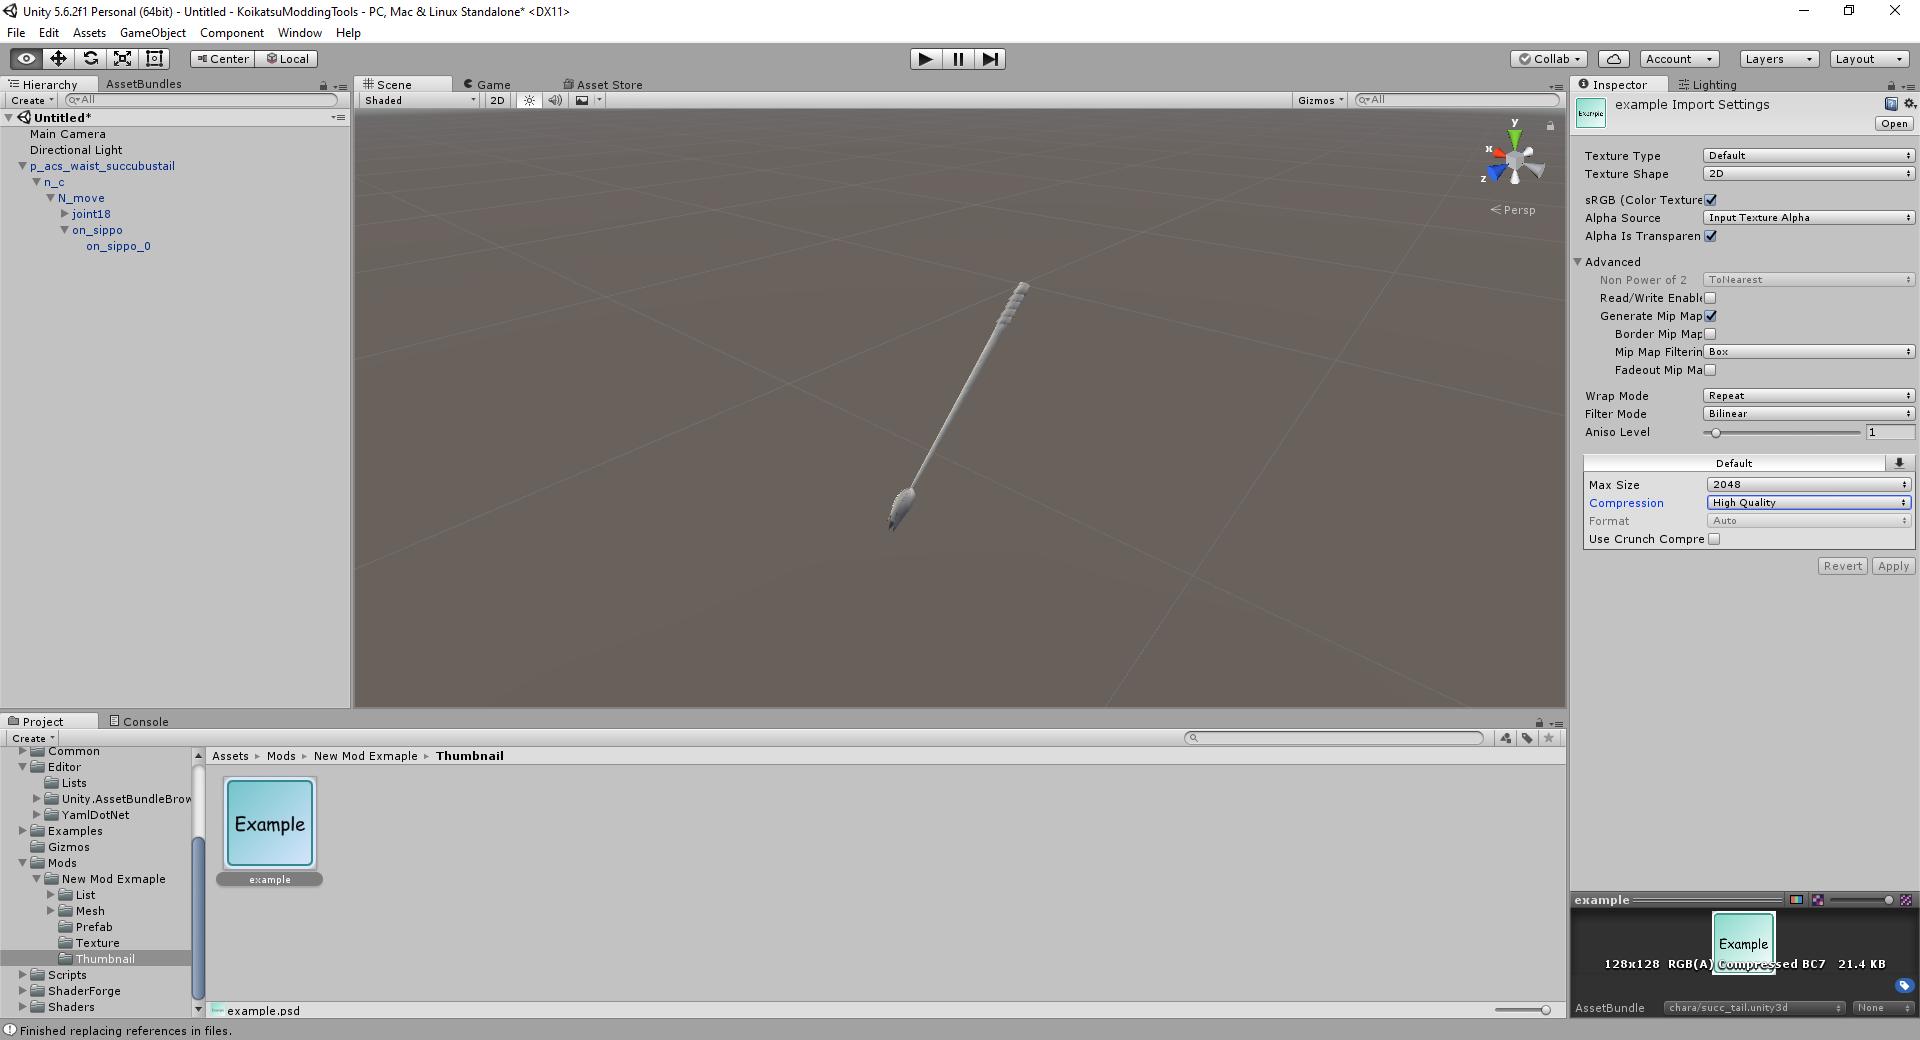 Unity 5.6.2f1 Personal (64bit) - Untitled - KoikatsuModdingTools - PC, Mac & Linux Standalone* <DX11>
File Edit Assets GameObject Component Window Help
Center Local
Collab Account Layers Layout
Hierarchy AssetBundles
Create All
Untitled*
Main Camera
Directional Light
p_acs_waist_succubustail
n_c
N_move
joint18
on_sippo
on_sippo_0
Scene Game Asset Store
Shaded 2D Gizmos All
y
x
z
Persp
Inspector Lighting
Example
example Import Settings
Open
Texture Type Default
Texture Shape 2D
sRGB (Color Texture
Alpha Source Input Texture Alpha
Alpha Is Transparen
Advanced
Non Power of 2 ToNearest
Read/Write Enable
Generate Mip Map
Border Mip Map
Mip Map Filterin Box
Fadeout Mip Ma
Wrap Mode Repeat
Filter Mode Bilinear
Aniso Level 1
Default
Max Size 2048
Compression High Quality
Format Auto
Use Crunch Compre
Revert Apply
Project Console
Create
Common
Editor
Lists
Unity.AssetBundleBrow
YamlDotNet
Examples
Gizmos
Mods
New Mod Exmaple
List
Mesh
Prefab
Texture
Thumbnail
Scripts
ShaderForge
Shaders
Assets Mods New Mod Exmaple Thumbnail
Example
example
example.psd
example
Example
128x128 RGB(A) Compressed BC7 21.4 KB
AssetBundle chara/succ_tail.unity3d None
Finished replacing references in files.